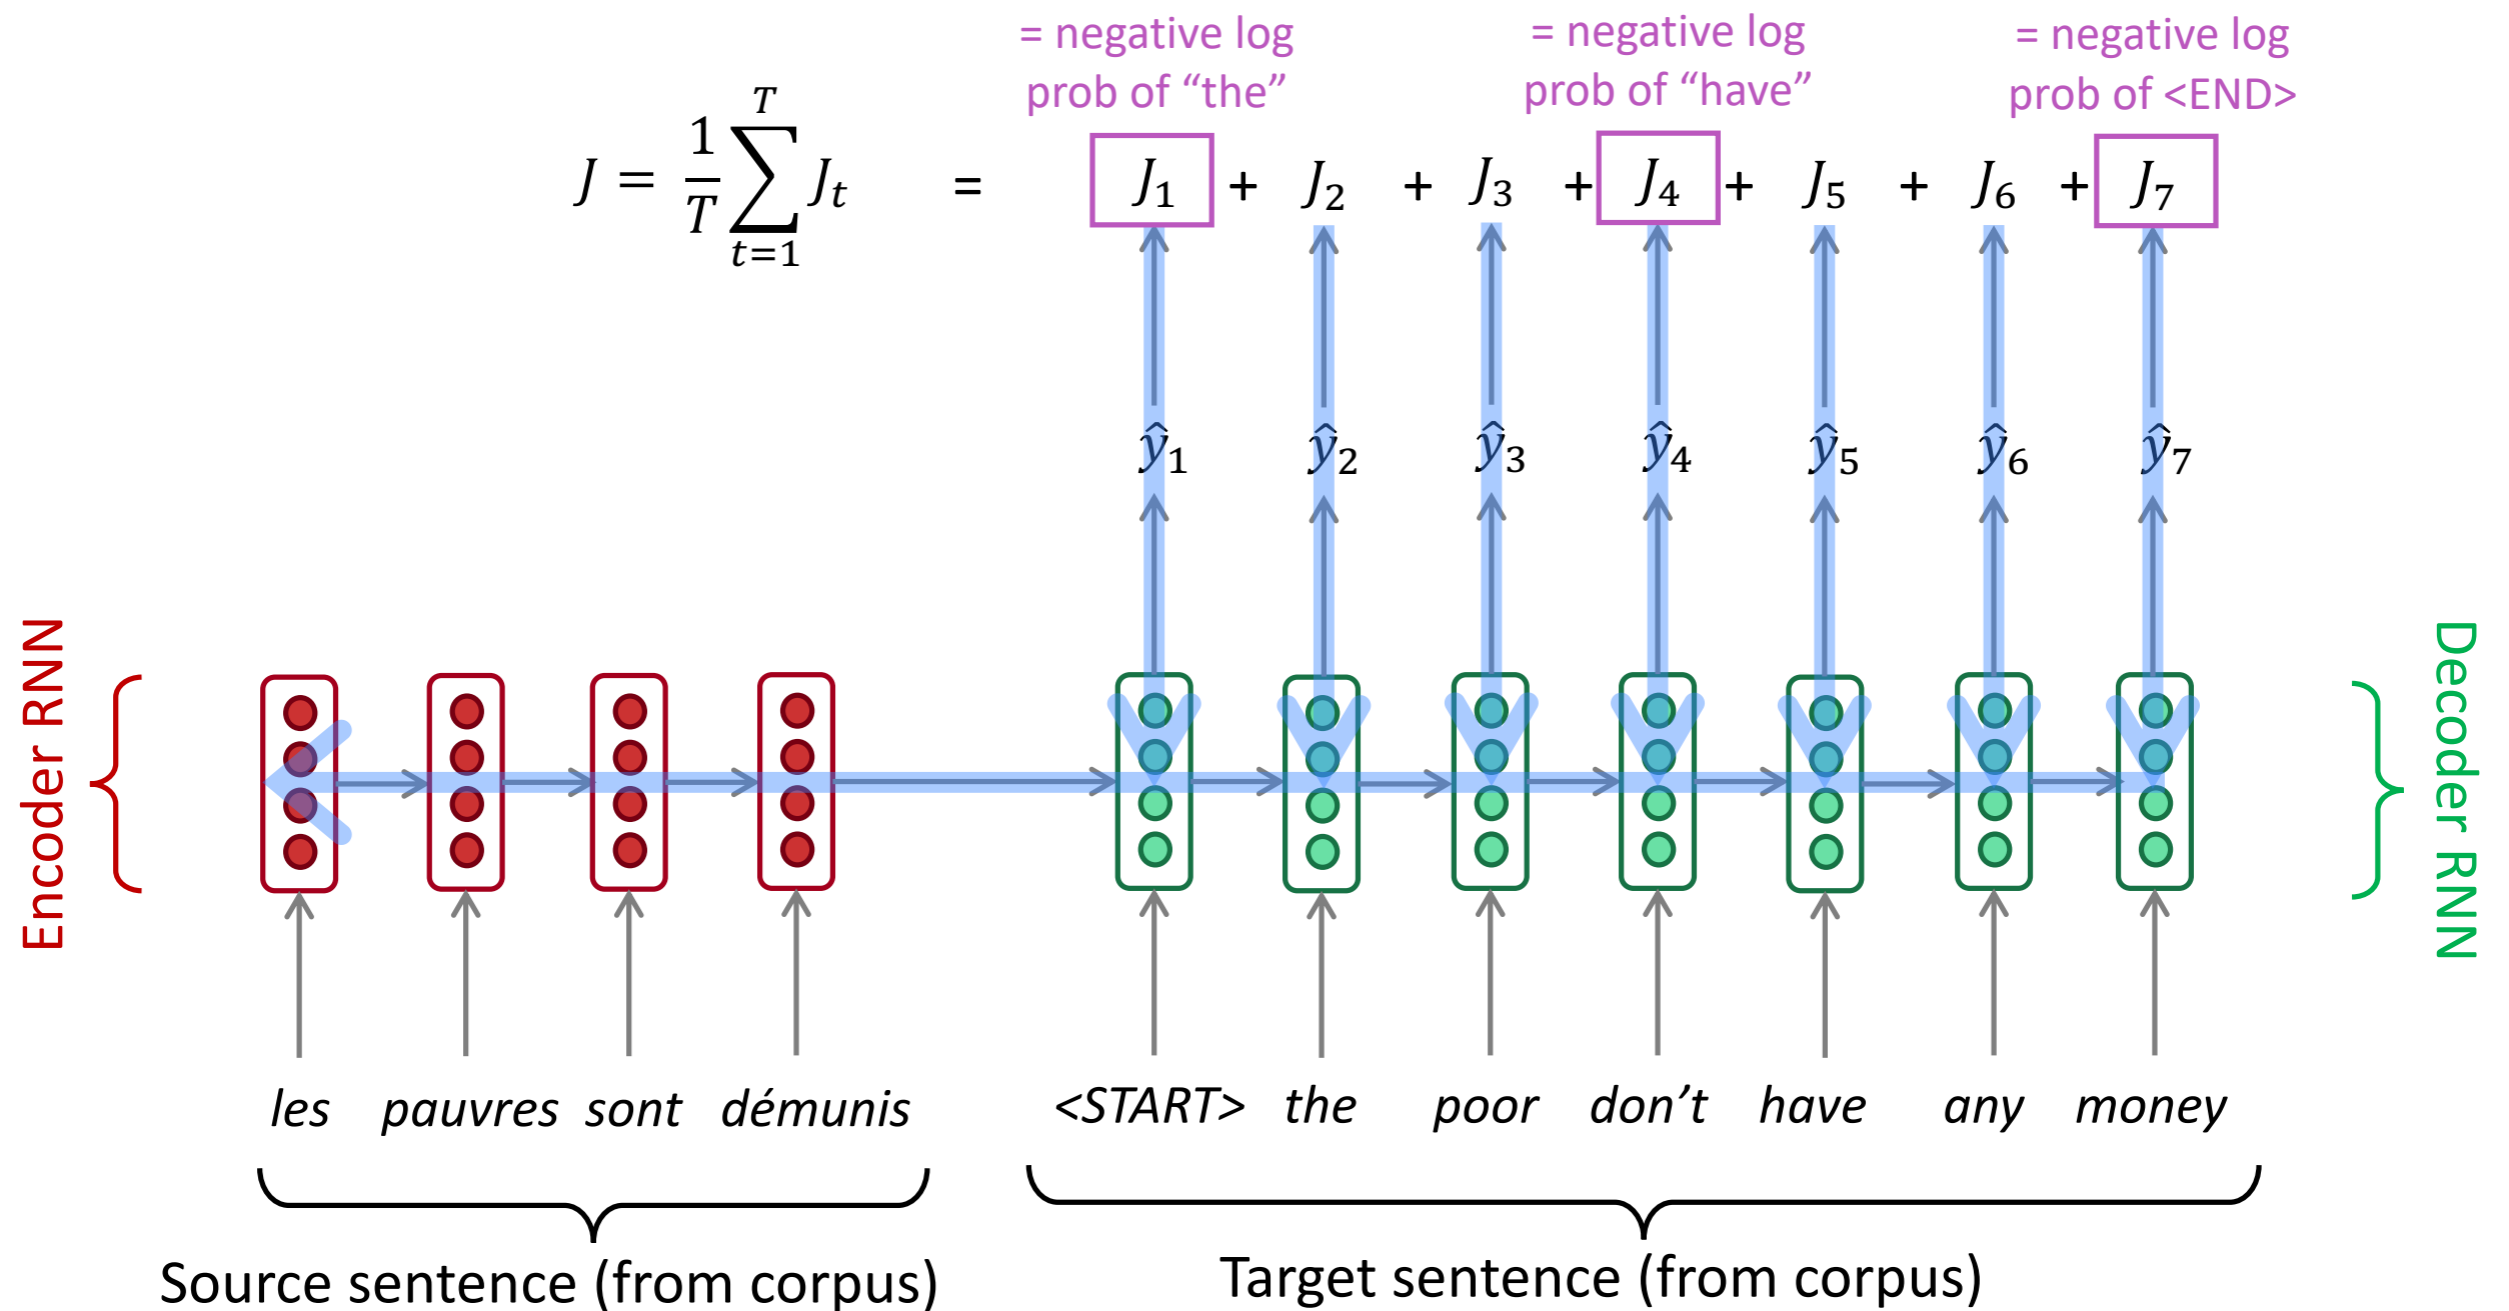 = negative log
prob of “the”
= negative log
prob of “have”
= negative log
prob of <END>
J = 1/T ∑_{t=1}^{T} J_t = J_1 + J_2 + J_3 + J_4 + J_5 + J_6 + J_7
ŷ_1 ŷ_2 ŷ_3 ŷ_4 ŷ_5 ŷ_6 ŷ_7
Encoder RNN
Decoder RNN
les pauvres sont démunis <START> the poor don’t have any money
Source sentence (from corpus)
Target sentence (from corpus)